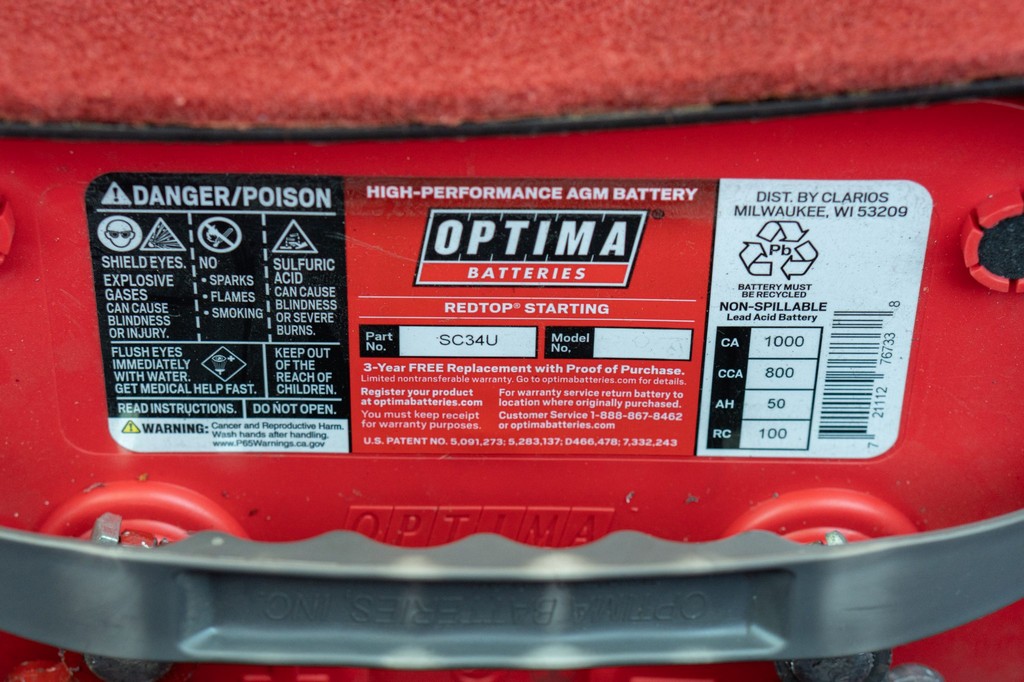 DANGER/POISON
SHIELD EYES.
EXPLOSIVE
GASES
CAN CAUSE
BLINDNESS
OR INJURY.
NO
• SPARKS
• FLAMES
• SMOKING
SULFURIC
ACID
CAN CAUSE
BLINDNESS
OR SEVERE
BURNS.
FLUSH EYES
IMMEDIATELY
WITH WATER.
GET MEDICAL HELP FAST.
KEEP OUT
OF THE
REACH OF
CHILDREN.
READ INSTRUCTIONS.
DO NOT OPEN.
WARNING: Cancer and Reproductive Harm.
Wash hands after handling.
www.P65Warnings.ca.gov
HIGH-PERFORMANCE AGM BATTERY
OPTIMA®
BATTERIES
REDTOP® STARTING
Part No. SC34U
Model No.
3-Year FREE Replacement with Proof of Purchase.
Limited nontransferable warranty. Go to optimabatteries.com for details.
Register your product
at optimabatteries.com
You must keep receipt
for warranty purposes.
For warranty service return battery to
location where originally purchased.
Customer Service 1-888-867-8462
or optimabatteries.com
U.S. PATENT NO. 5,091,273; 5,283,137; D466,478; 7,332,243
DIST. BY CLARIOS
MILWAUKEE, WI 53209
Pb
BATTERY MUST
BE RECYCLED
NON-SPILLABLE
Lead Acid Battery
CA 1000
CCA 800
AH 50
RC 100
7 21112 76733 8
OPTIMA
OPTIMA BATTERIES, INC.